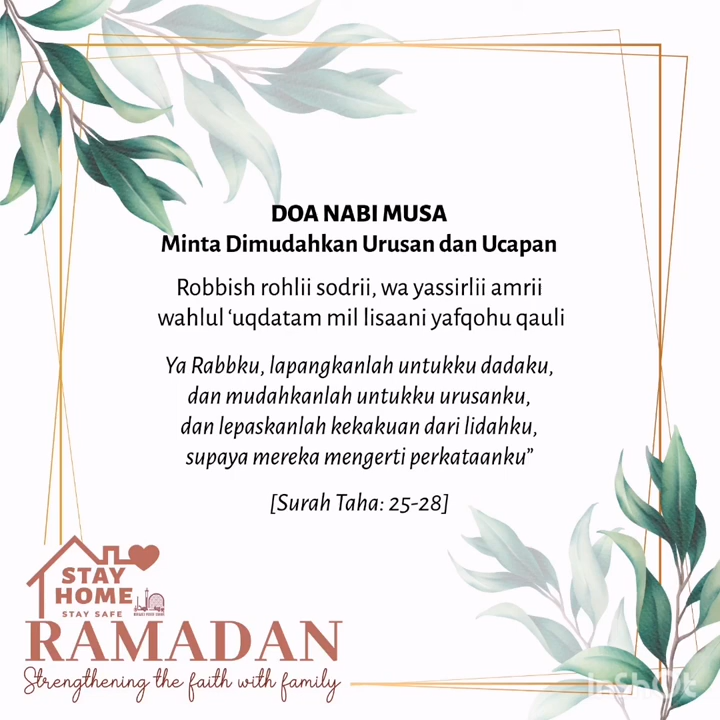 DOA NABI MUSA
Minta Dimudahkan Urusan dan Ucapan
Robbish rohlii sodrii, wa yassirlii amrii
wahlul ‘uqdatam mil lisaani yafqohu qauli
Ya Rabbku, lapangkanlah untukku dadaku,
dan mudahkanlah untukku urusanku,
dan lepaskanlah kekakuan dari lidahku,
supaya mereka mengerti perkataanku”
[Surah Taha: 25-28]
STAY
HOME
STAY SAFE
RAMADAN
Strengthening the faith with family
InShOt